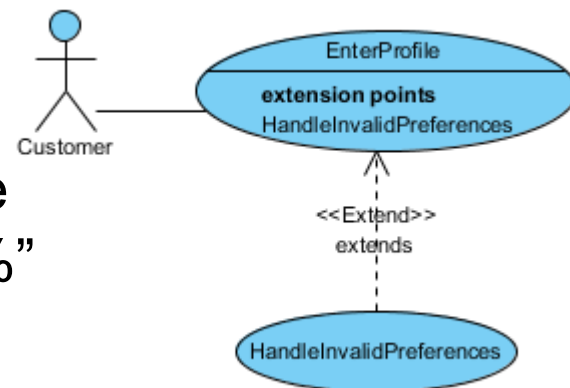 EnterProfile
extension points
HandleInvalidPreferences
Customer
e
%”
<<Extend>>
extends
HandleInvalidPreferences